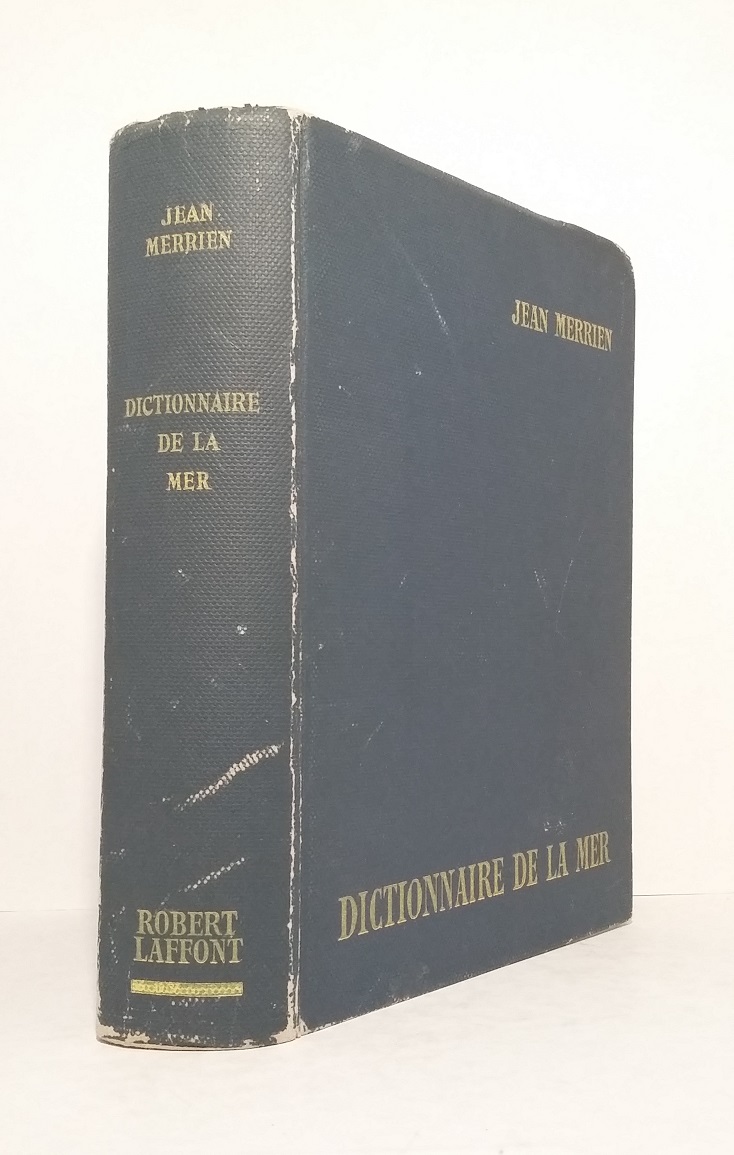 JEAN
MERRIEN
DICTIONNAIRE
DE LA
MER
ROBERT
LAFFONT
JEAN MERRIEN
DICTIONNAIRE DE LA MER